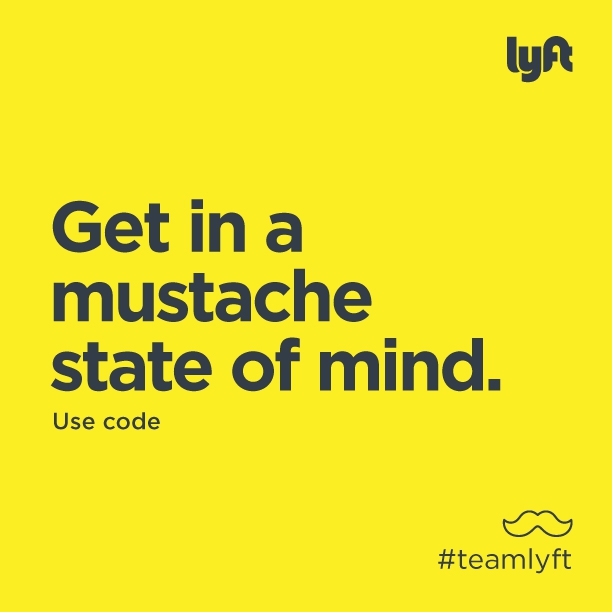 lyft
Get in a
mustache
state of mind.
Use code
#teamlyft